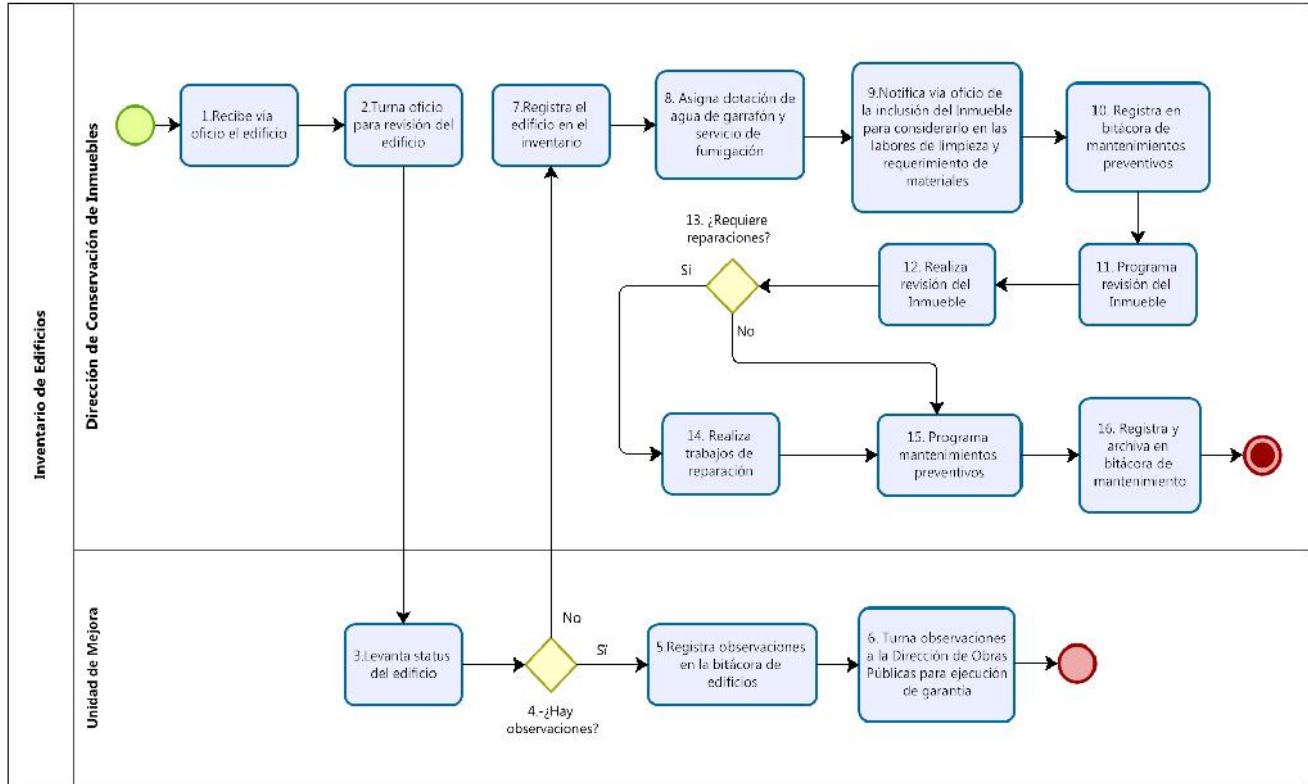 Inventario de Edificios
Dirección de Conservación de Inmuebles
1.Recibe vía
oficio el edificio
2.Turna oficio
para revisión del
edificio
7.Registra el
edificio en el
inventario
8. Asigna dotación de
agua de garrafón y
servicio de
fumigación
9.Notifica vía oficio de
la inclusión del Inmueble
para considerarlo en las
labores de limpieza y
requerimiento de
materiales
10. Registra en
bitácora de
mantenimientos
preventivos
13. ¿Requiere
reparaciones?
Si
No
12. Realiza
revisión del
Inmueble
11. Programa
revisión del
Inmueble
14. Realiza
trabajos de
reparación
15. Programa
mantenimientos
preventivos
16. Registra y
archiva en
bitácora de
mantenimiento
Unidad de Mejora
3.Levanta status
del edificio
No
Sí
4.-¿Hay
observaciones?
5.Registra observaciones
en la bitácora de
edificios
6. Turna observaciones
a la Dirección de Obras
Públicas para ejecución
de garantía